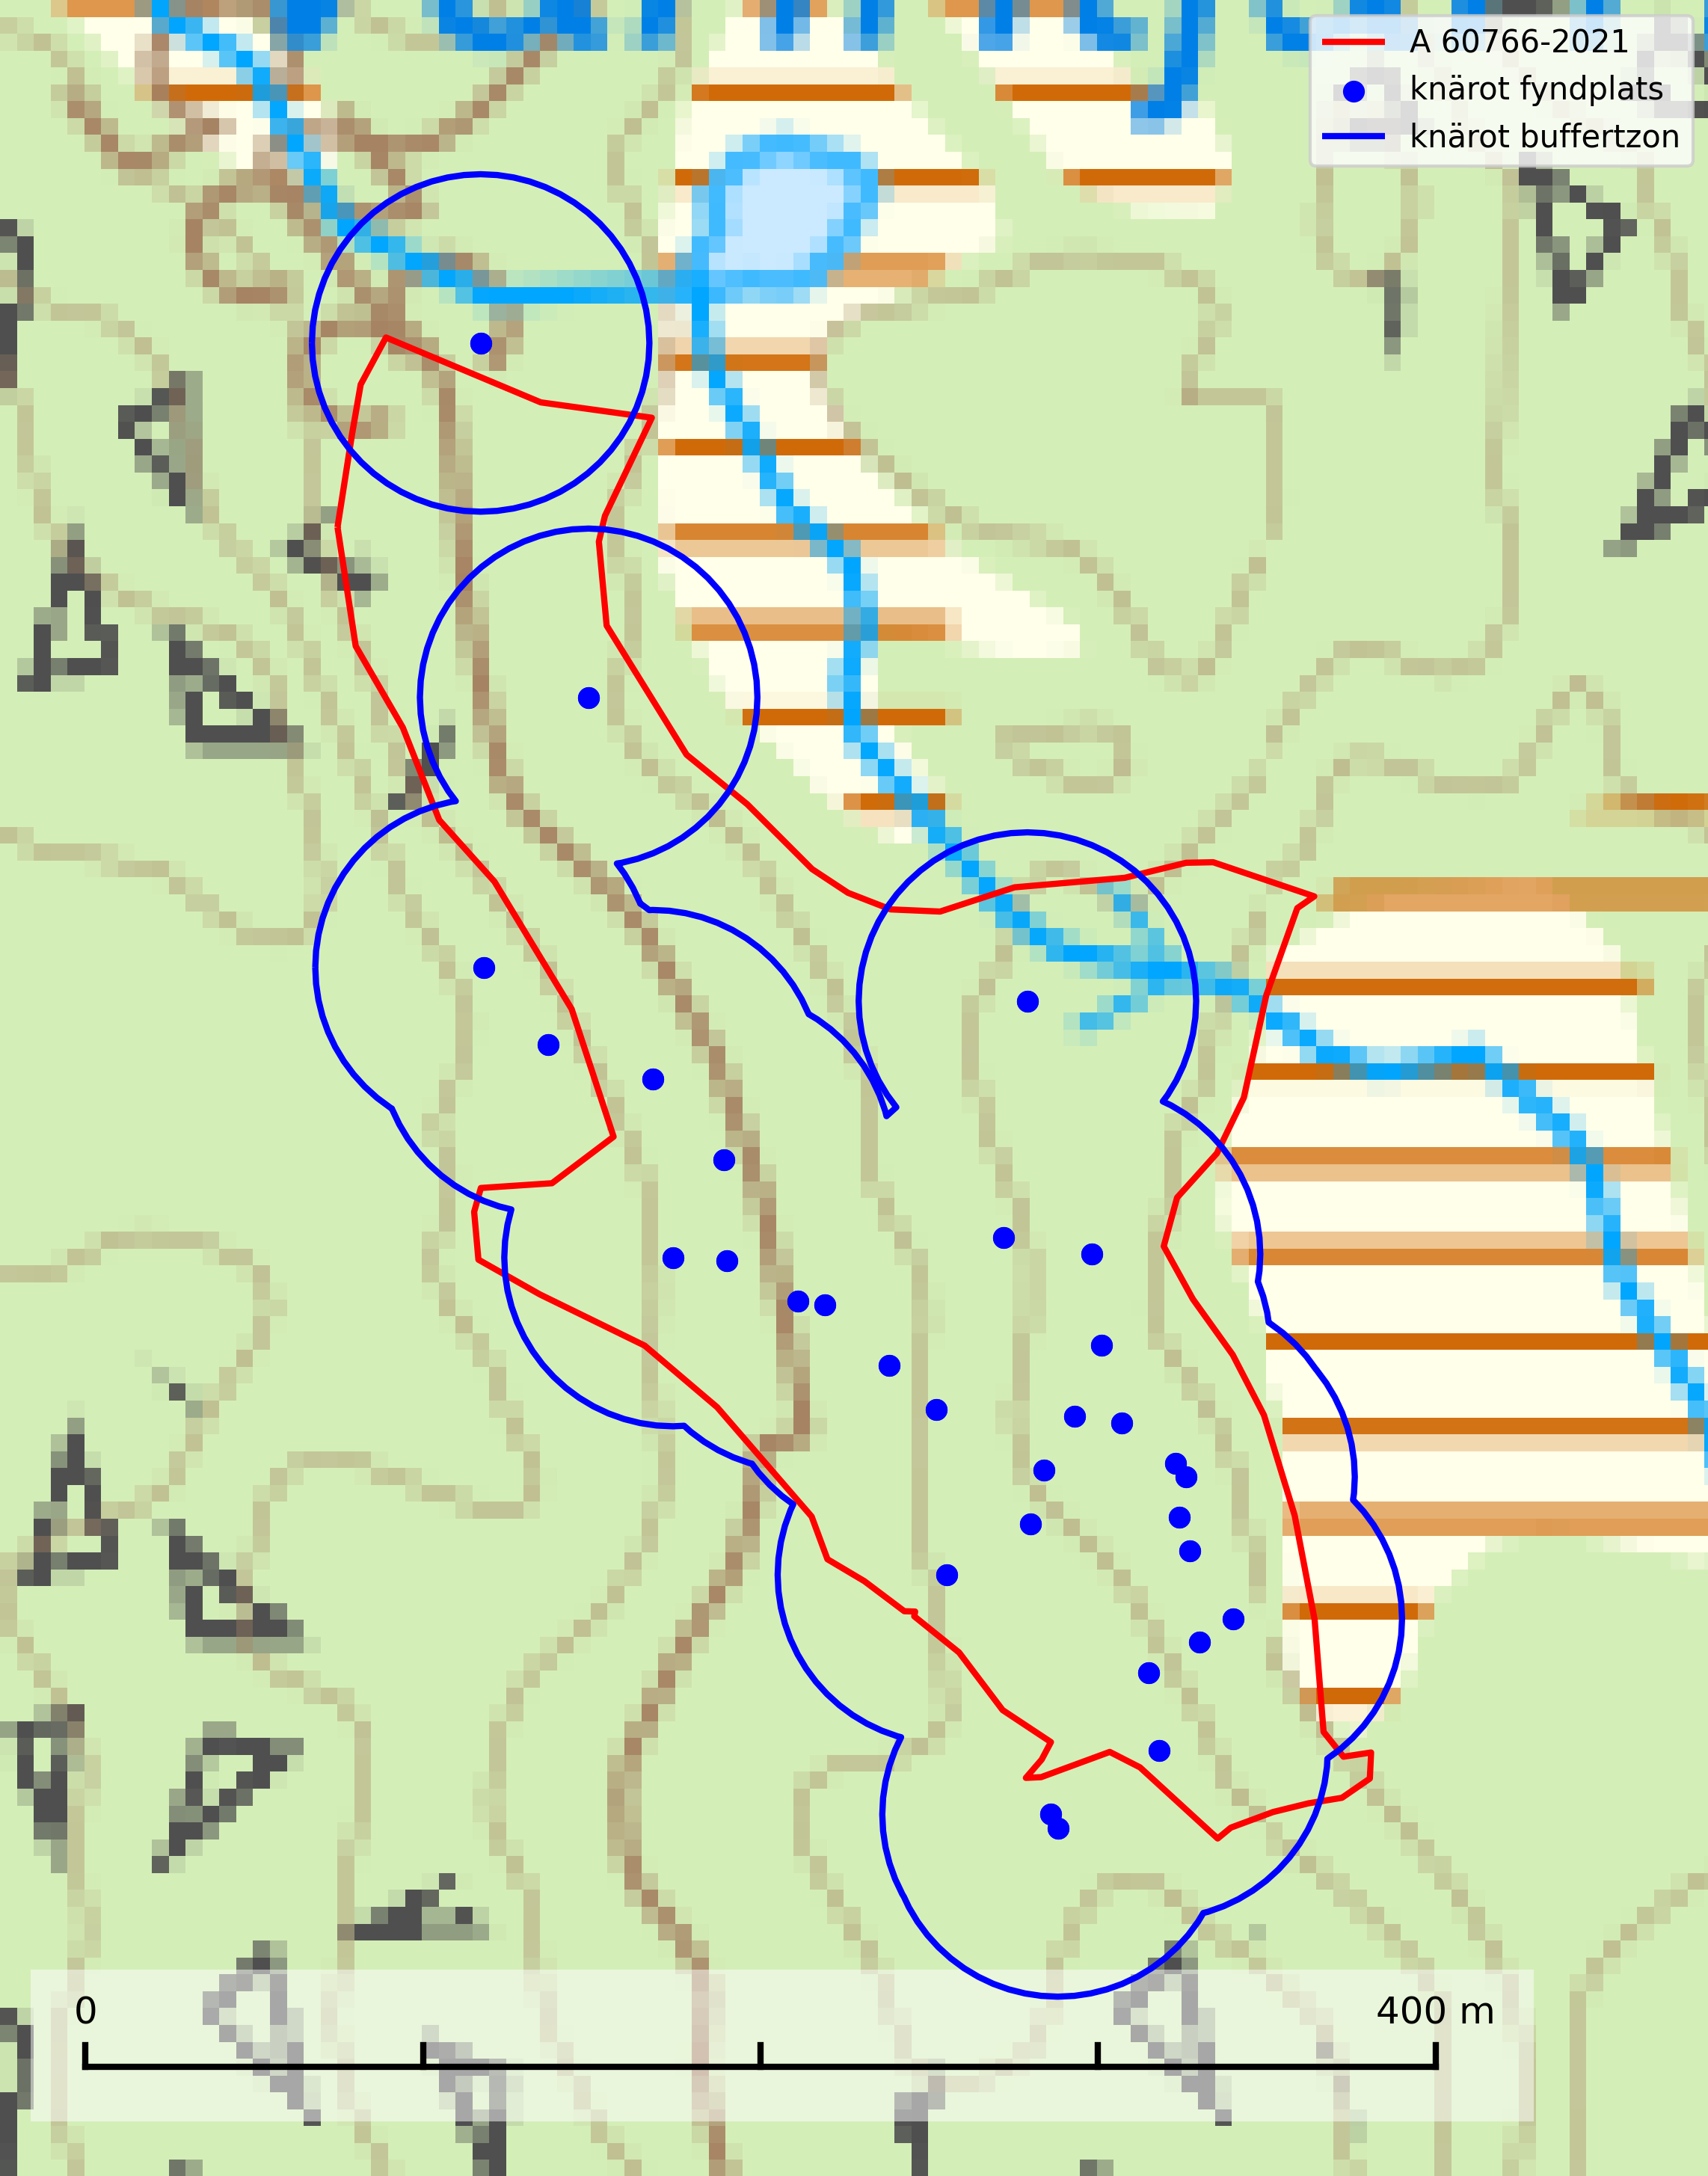 A 60766-2021
knärot fyndplats
knärot buffertzon
0 400 m